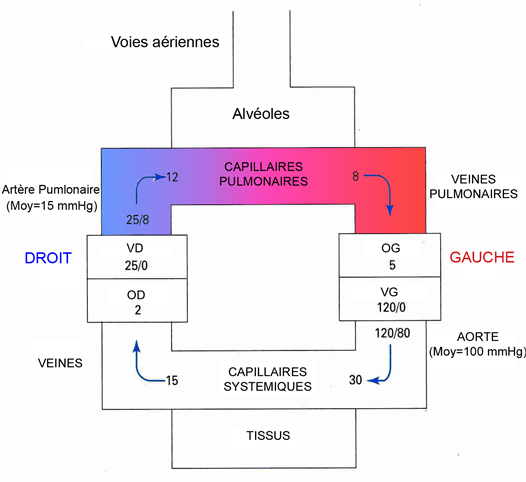 Voies aériennes
Alvéoles
CAPILLAIRES
PULMONAIRES
12
8
Artère Pumlonaire
(Moy=15 mmHg)
VEINES
PULMONAIRES
25/8
DROIT
VD
25/0
OD
2
OG
5
VG
120/0
GAUCHE
120/80
AORTE
(Moy=100 mmHg)
VEINES
15
CAPILLAIRES
SYSTEMIQUES
30
TISSUS